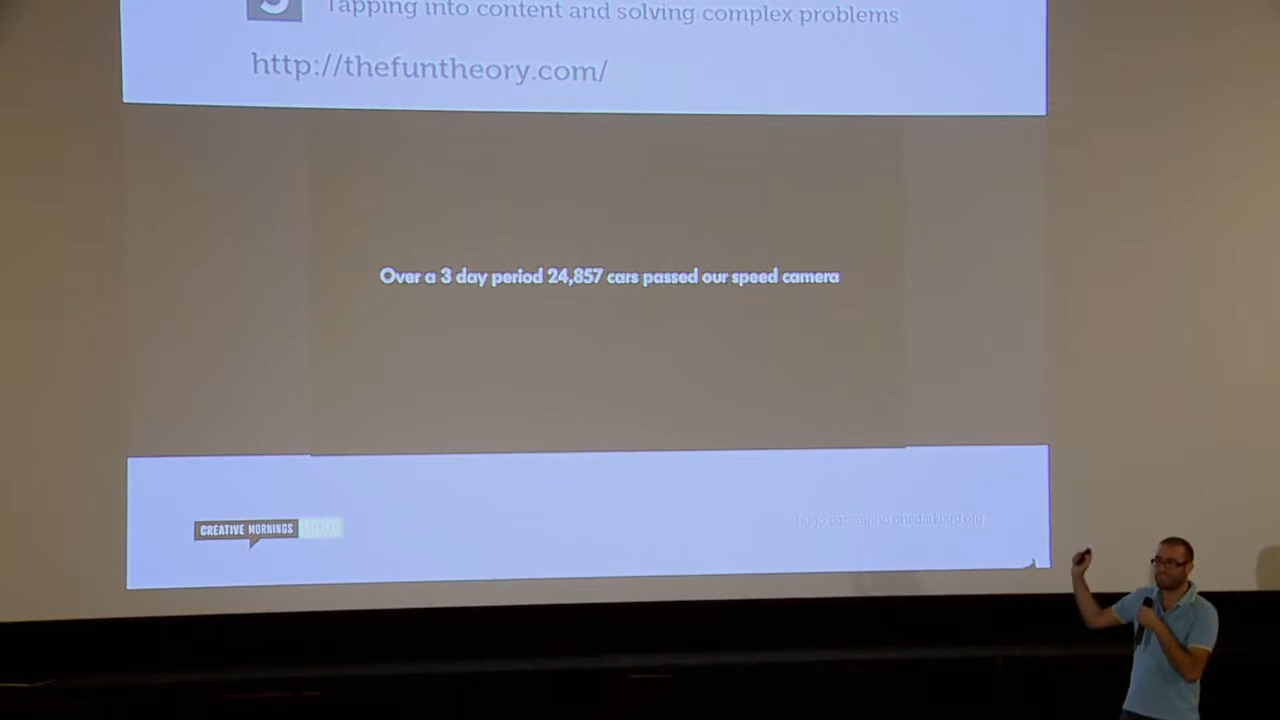 Tapping into content and solving complex problems
http://thefuntheory.com/
Over a 3 day period 24,857 cars passed our speed camera
CREATIVE MORNINGS